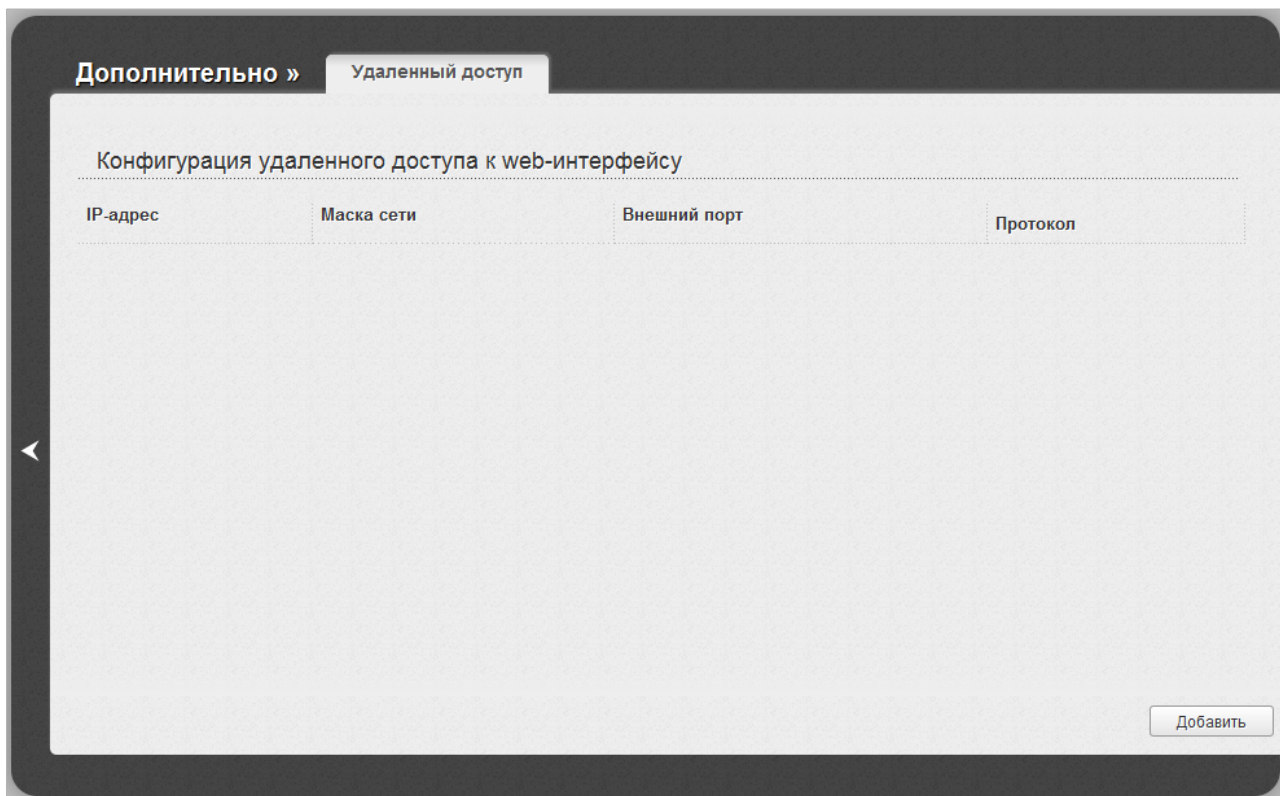 Дополнительно »
Удаленный доступ
Конфигурация удаленного доступа к web-интерфейсу
IP-адрес Маска сети Внешний порт Протокол
Добавить